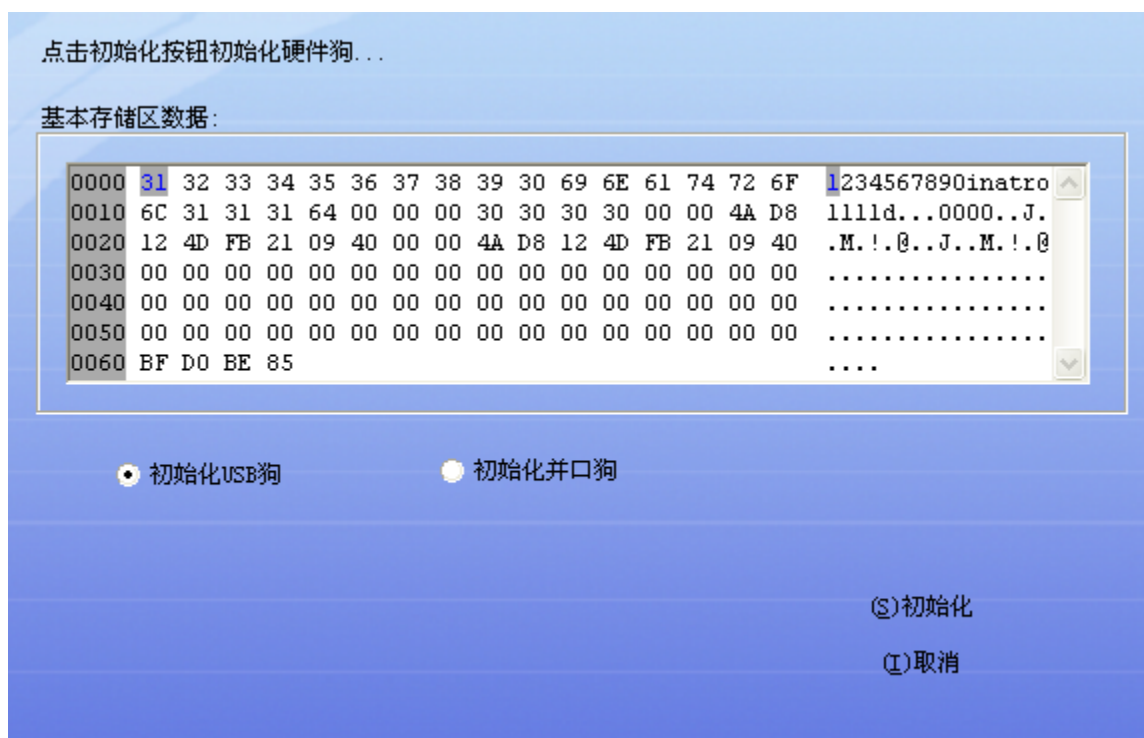 点击初始化按钮初始化硬件狗...
基本存储区数据:
0000 31 32 33 34 35 36 37 38 39 30 69 6E 61 74 72 6F 1234567890inatro
0010 6C 31 31 31 64 00 00 00 30 30 30 30 00 00 4A D8 l111d...0000..J.
0020 12 4D FB 21 09 40 00 00 4A D8 12 4D FB 21 09 40 .M.!.@..J..M.!.@
0030 00 00 00 00 00 00 00 00 00 00 00 00 00 00 00 00 ................
0040 00 00 00 00 00 00 00 00 00 00 00 00 00 00 00 00 ................
0050 00 00 00 00 00 00 00 00 00 00 00 00 00 00 00 00 ................
0060 BF D0 BE 85 ....
初始化USB狗 初始化并口狗
(S)初始化
(I)取消